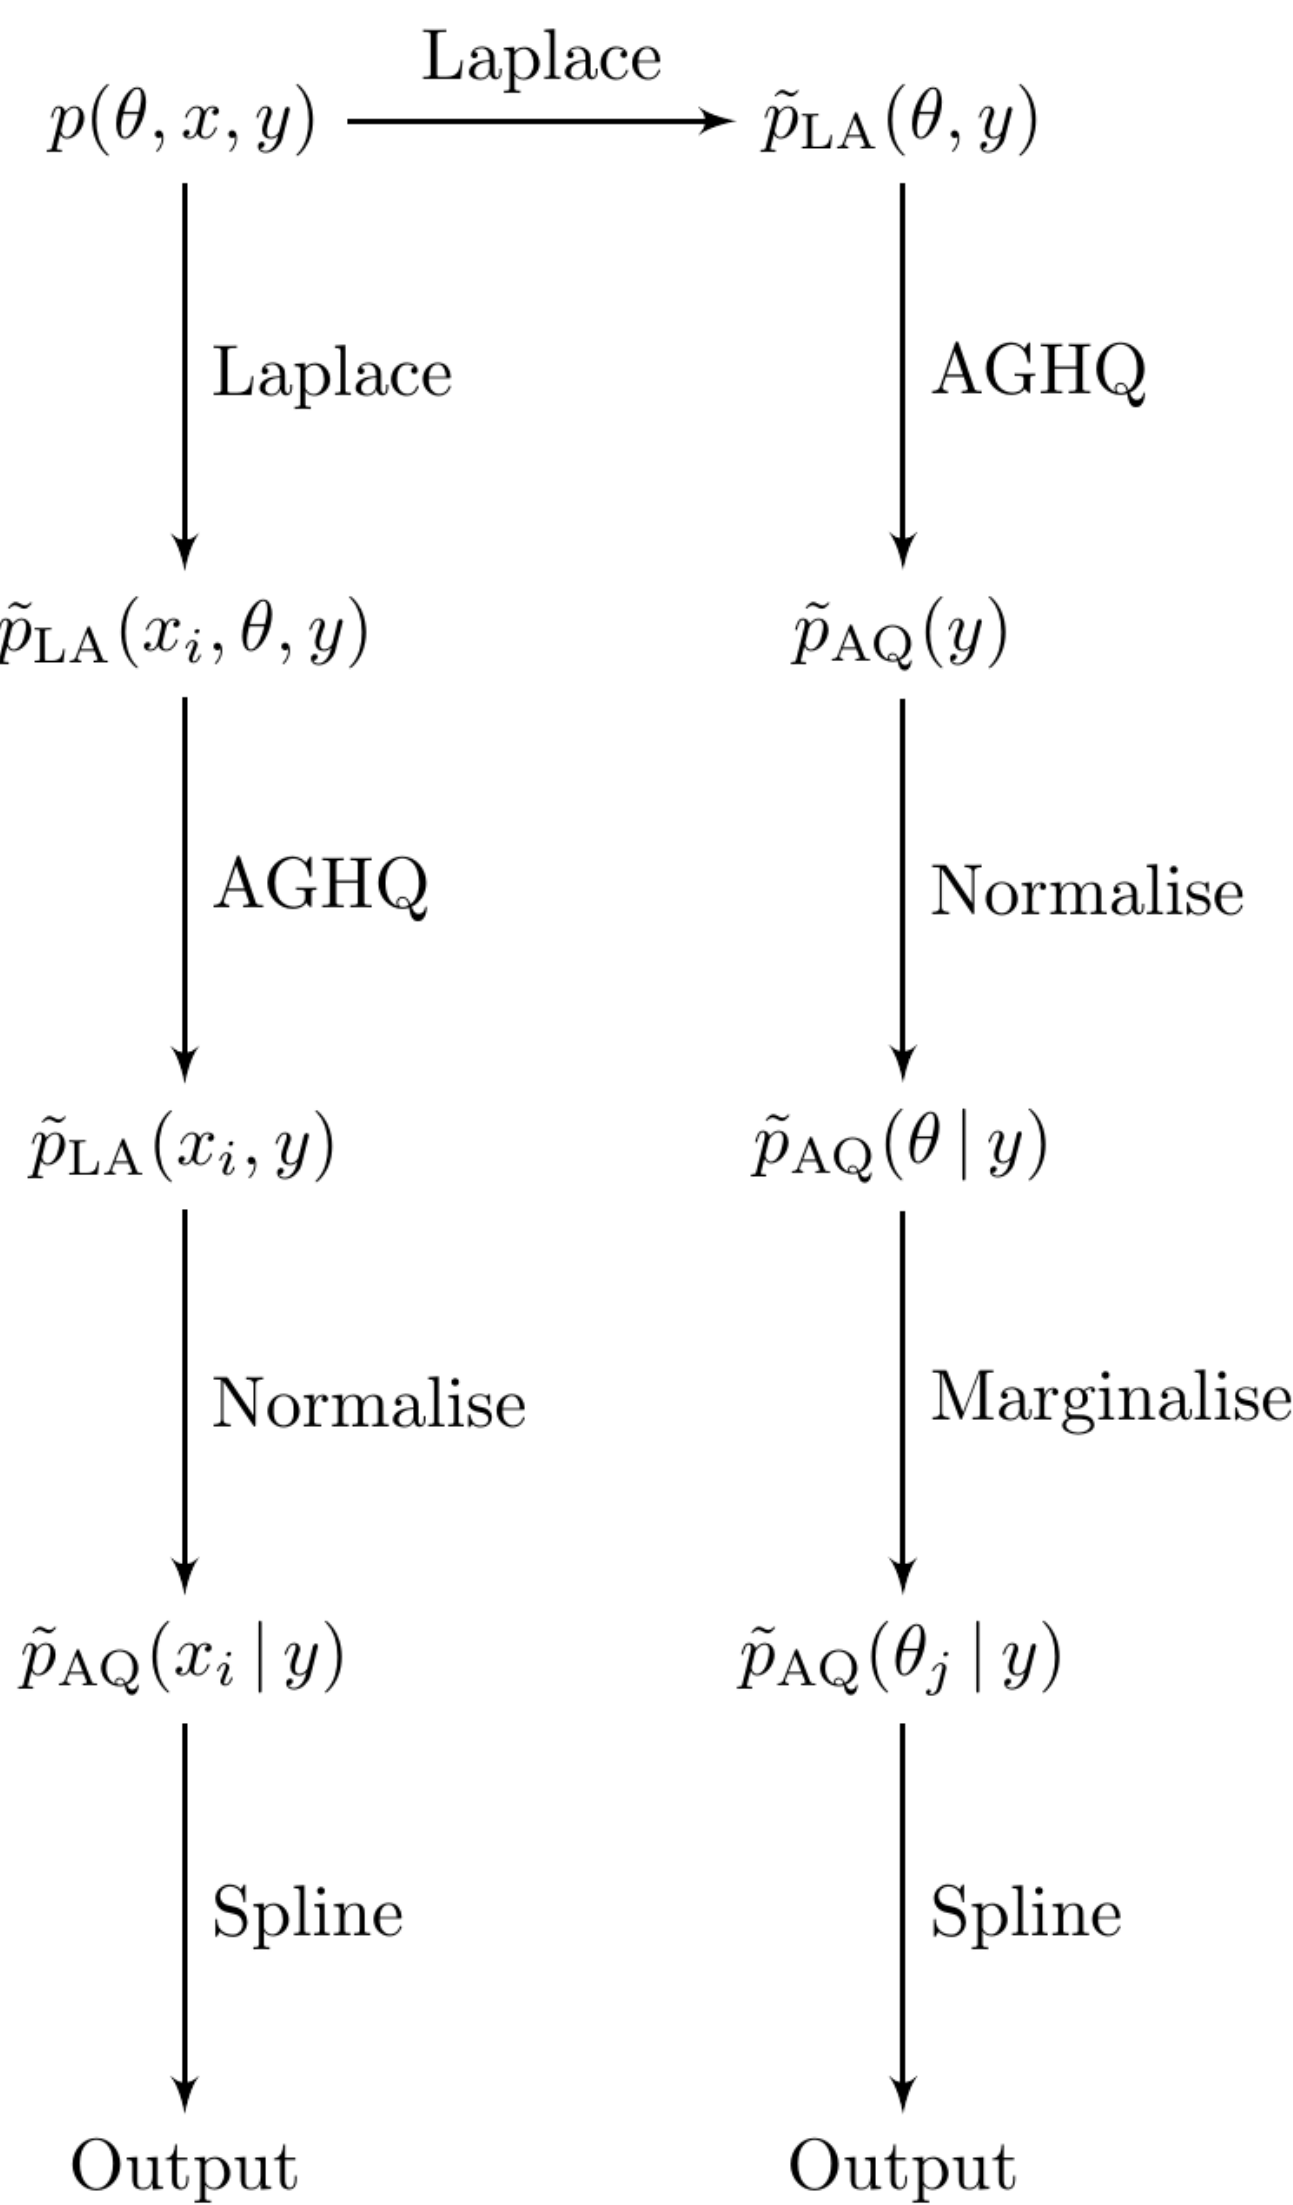 Laplace
p(θ, x, y) p̃LA(θ, y)
Laplace AGHQ
p̃LA(xi, θ, y) p̃AQ(y)
AGHQ Normalise
p̃LA(xi, y) p̃AQ(θ | y)
Normalise Marginalise
p̃AQ(xi | y) p̃AQ(θj | y)
Spline Spline
Output Output